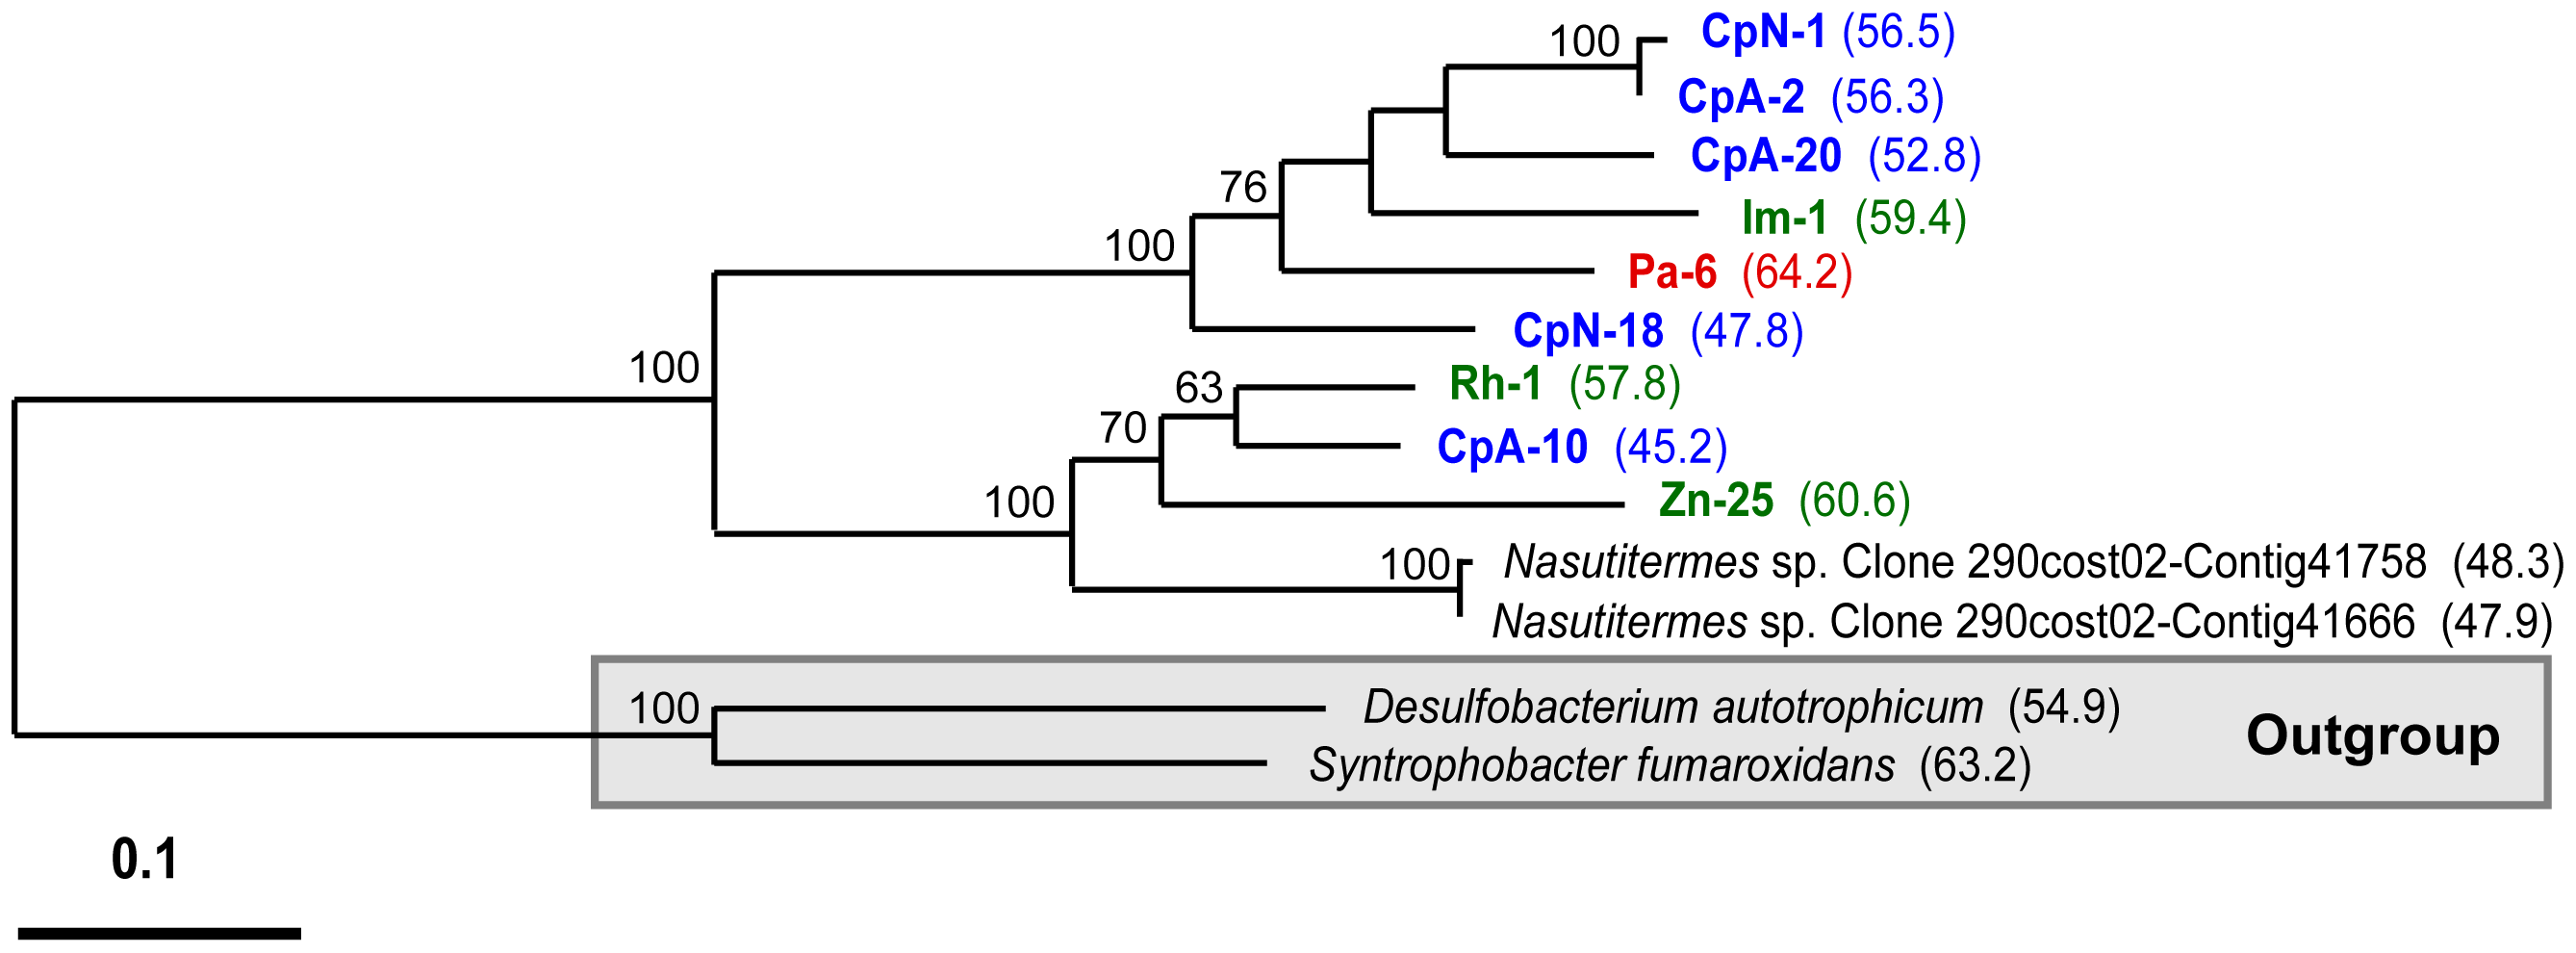 100 CpN-1 (56.5)
CpA-2 (56.3)
CpA-20 (52.8)
76
Im-1 (59.4)
100
Pa-6 (64.2)
CpN-18 (47.8)
100
63 Rh-1 (57.8)
70
CpA-10 (45.2)
100
Zn-25 (60.6)
100 Nasutitermes sp. Clone 290cost02-Contig41758 (48.3)
Nasutitermes sp. Clone 290cost02-Contig41666 (47.9)
100 Desulfobacterium autotrophicum (54.9)
Outgroup
Syntrophobacter fumaroxidans (63.2)
0.1